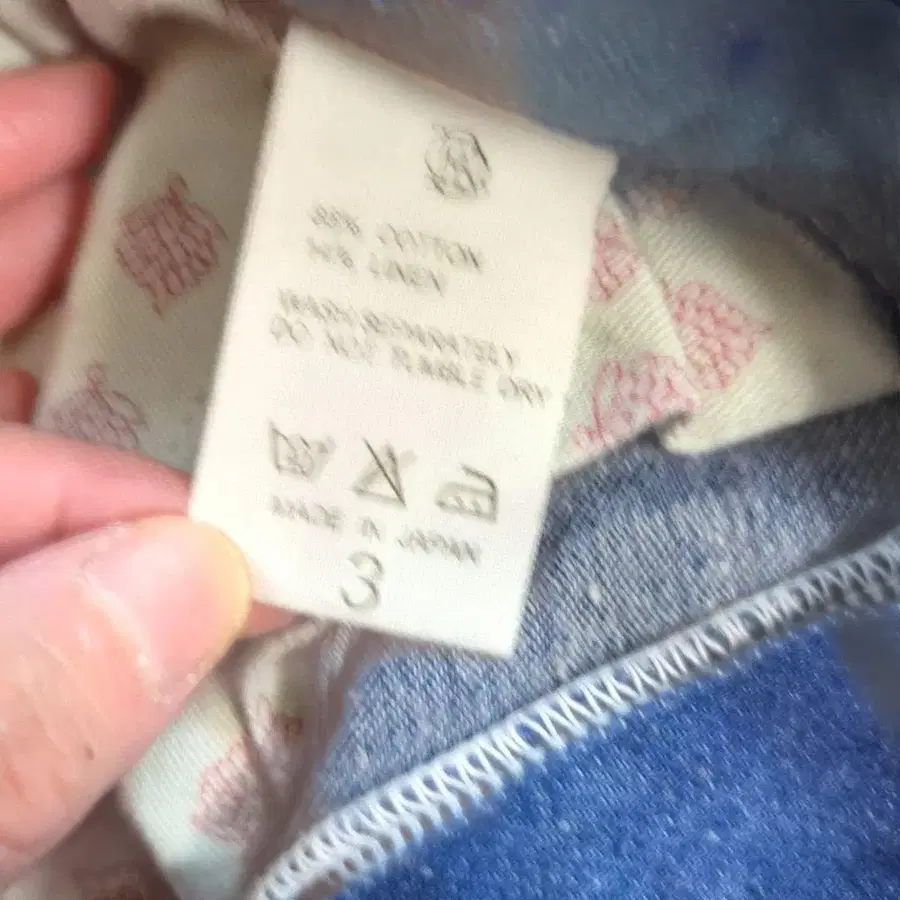 COTTON
LINEN
WASH SEPARATELY
DO NOT TUMBLE DRY
MADE IN JAPAN
3